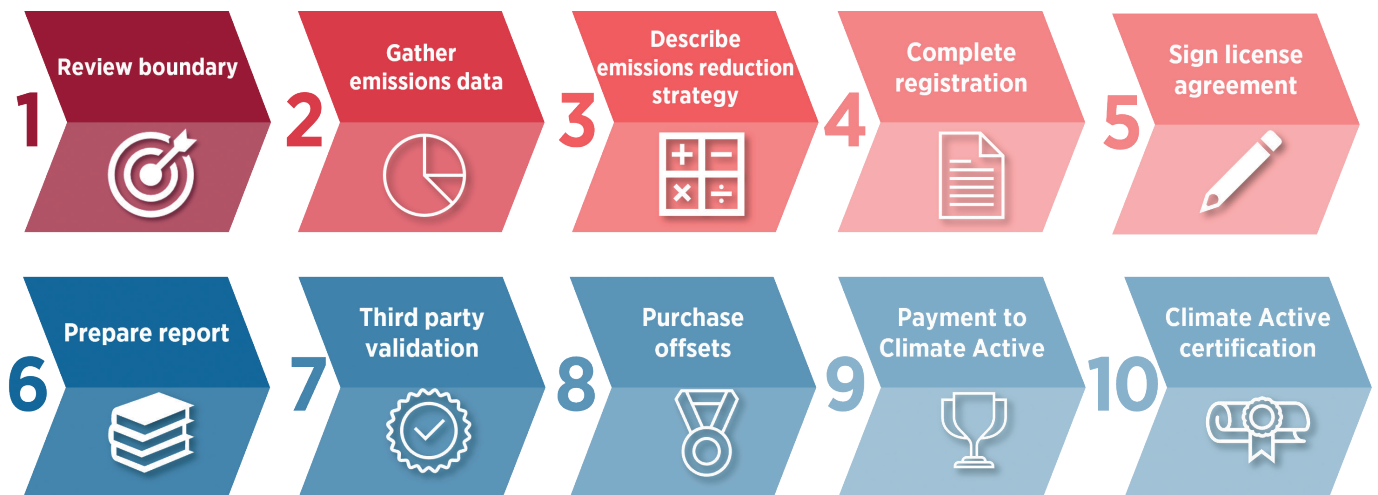 1
Review boundary
2
Gather
emissions data
3
Describe
emissions reduction
strategy
4
Complete
registration
5
Sign license
agreement
6
Prepare report
7
Third party
validation
8
Purchase
offsets
9
Payment to
Climate Active
10
Climate Active
certification